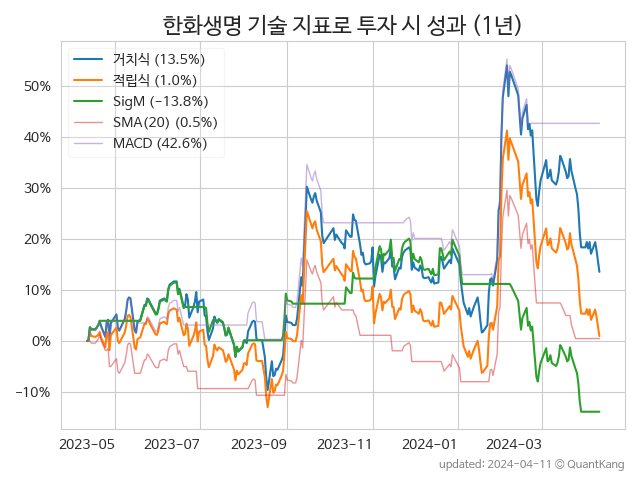 한화생명 기술 지표로 투자 시 성과 (1년)
거치식 (13.5%)
적립식 (1.0%)
SigM (−13.8%)
SMA(20) (0.5%)
MACD (42.6%)
50%
40%
30%
20%
10%
0%
−10%
2023-05 2023-07 2023-09 2023-11 2024-01 2024-03
updated: 2024-04-11 © QuantKang